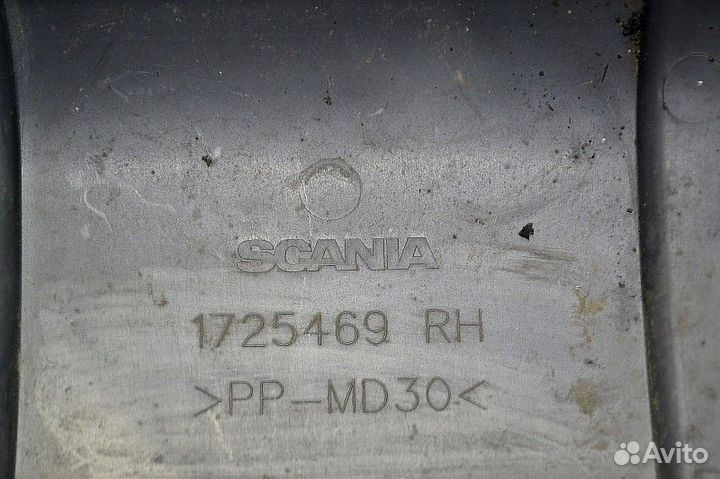 SCANIA
1725469 RH
>PP-MD30<
Avito